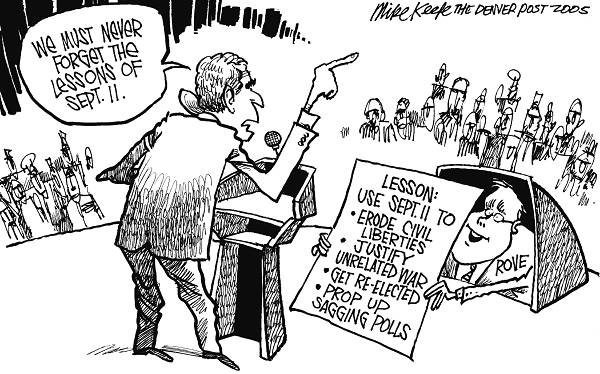 Mike Keefe THE DENVER POST 2005
WE MUST NEVER
FORGET THE
LESSONS OF
SEPT. 11.
LESSON:
USE SEPT. 11 TO
• ERODE CIVIL
LIBERTIES
• JUSTIFY
UNRELATED WAR
• GET RE-ELECTED
• PROP UP
SAGGING POLLS
ROVE